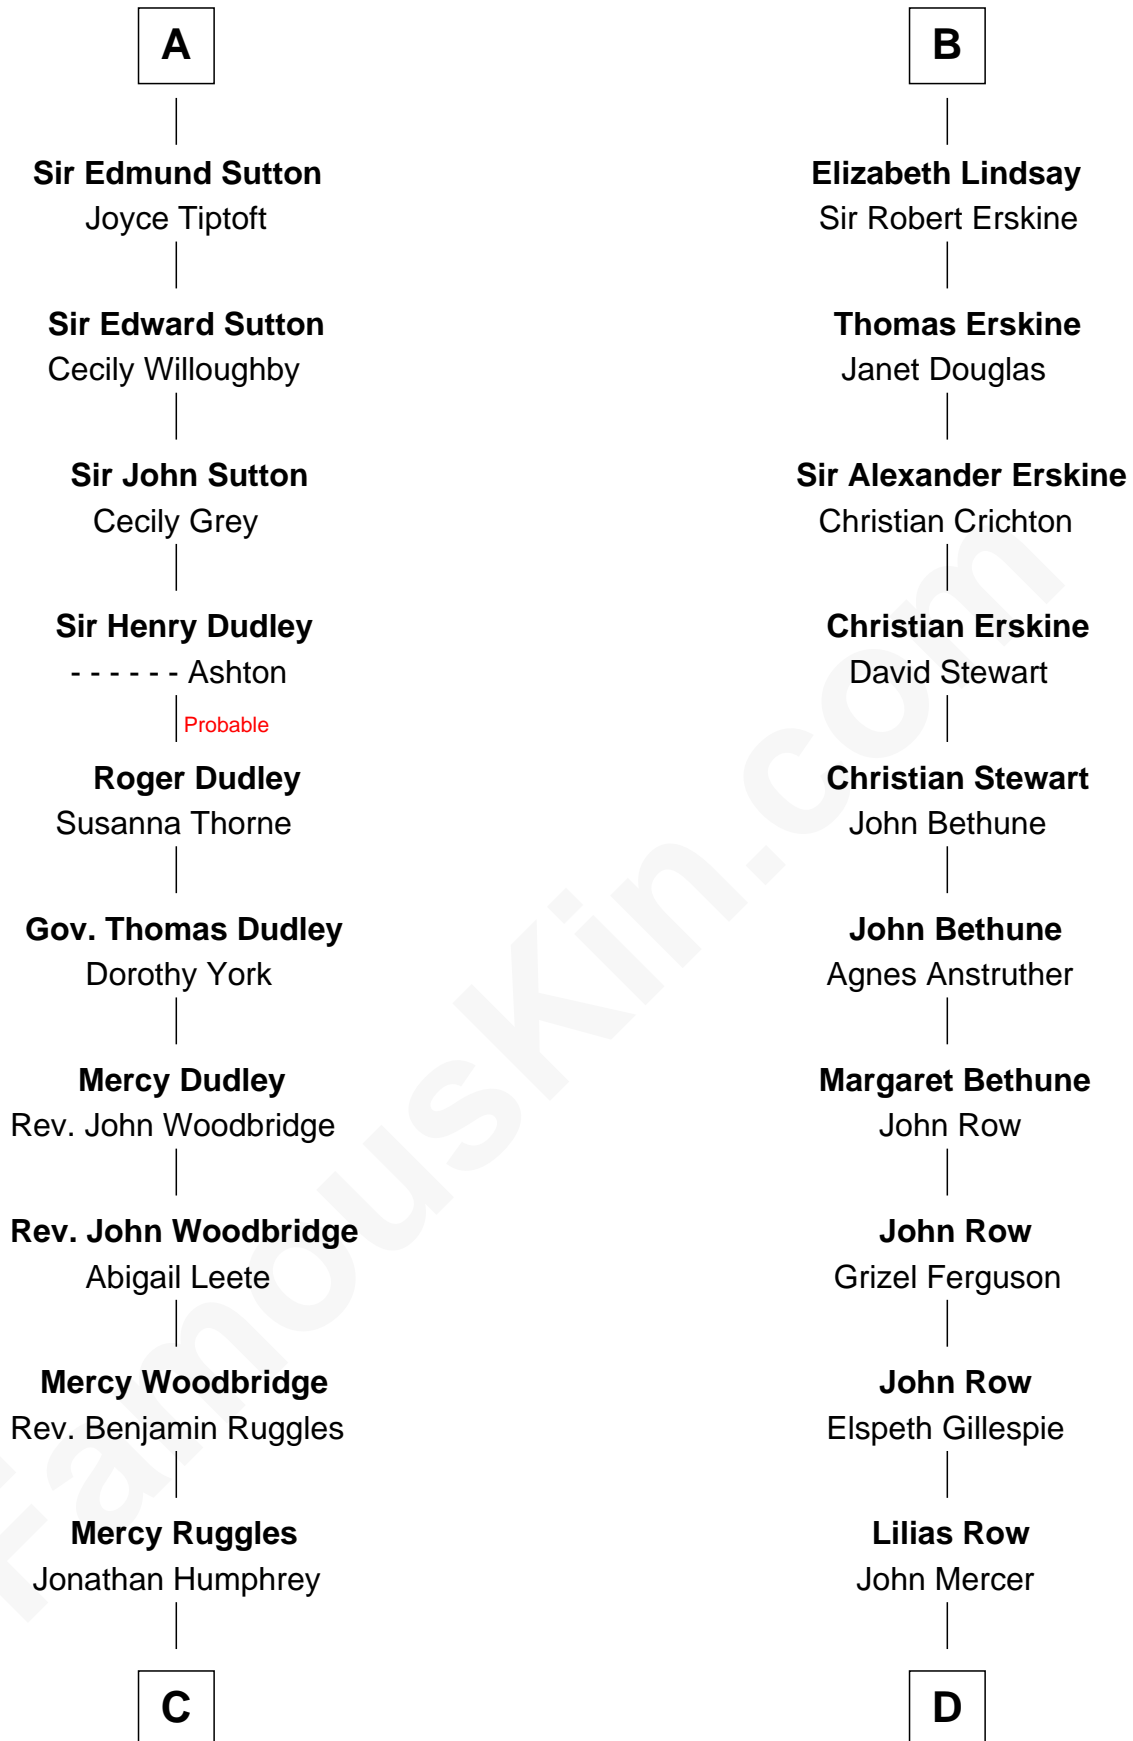 A
Sir Edmund Sutton
Joyce Tiptoft
Sir Edward Sutton
Cecily Willoughby
Sir John Sutton
Cecily Grey
Sir Henry Dudley
- - - - - - Ashton
Probable
Roger Dudley
Susanna Thorne
Gov. Thomas Dudley
Dorothy York
Mercy Dudley
Rev. John Woodbridge
Rev. John Woodbridge
Abigail Leete
Mercy Woodbridge
Rev. Benjamin Ruggles
Mercy Ruggles
Jonathan Humphrey
C
B
Elizabeth Lindsay
Sir Robert Erskine
Thomas Erskine
Janet Douglas
Sir Alexander Erskine
Christian Crichton
Christian Erskine
David Stewart
Christian Stewart
John Bethune
John Bethune
Agnes Anstruther
Margaret Bethune
John Row
John Row
Grizel Ferguson
John Row
Elspeth Gillespie
Lilias Row
John Mercer
D
FamousKin.com